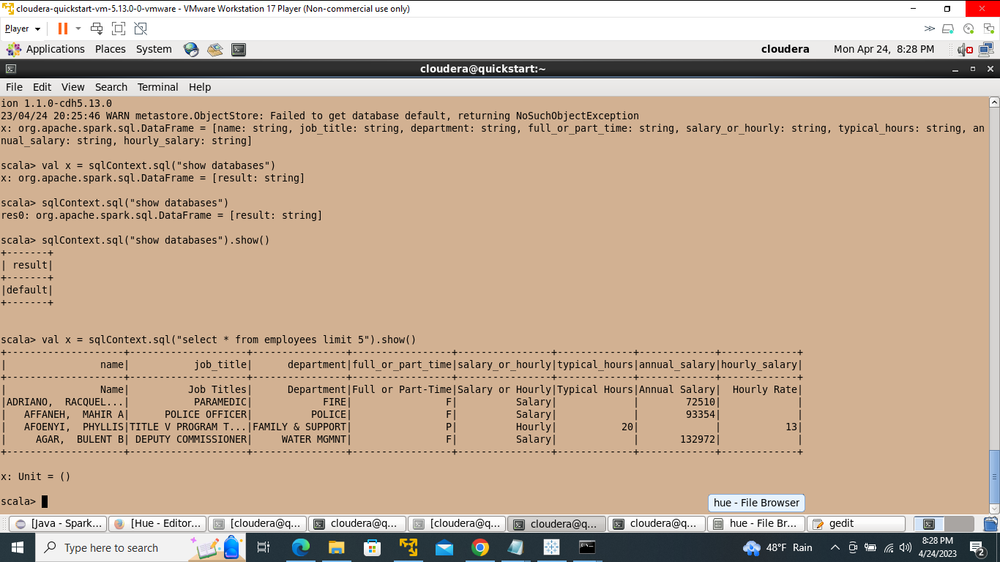 cloudera-quickstart-vm-5.13.0-0-vmware - VMware Workstation 17 Player (Non-commercial use only)
Player
Applications Places System cloudera Mon Apr 24, 8:28 PM
cloudera@quickstart:~
File Edit View Search Terminal Help
ion 1.1.0-cdh5.13.0
23/04/24 20:25:46 WARN metastore.ObjectStore: Failed to get database default, returning NoSuchObjectException
x: org.apache.spark.sql.DataFrame = [name: string, job_title: string, department: string, full_or_part_time: string, salary_or_hourly: string, typical_hours: string, an
nual_salary: string, hourly_salary: string]
scala> val x = sqlContext.sql("show databases")
x: org.apache.spark.sql.DataFrame = [result: string]
scala> sqlContext.sql("show databases")
res0: org.apache.spark.sql.DataFrame = [result: string]
scala> sqlContext.sql("show databases").show()
+-------+
| result|
+-------+
|default|
+-------+
scala> val x = sqlContext.sql("select * from employees limit 5").show()
+--------------------+--------------------+----------------+-----------------+----------------+-------------+-------------+-------------+
|                name|           job_title|      department|full_or_part_time|salary_or_hourly|typical_hours|annual_salary|hourly_salary|
+--------------------+--------------------+----------------+-----------------+----------------+-------------+-------------+-------------+
|                Name|          Job Titles|      Department|Full or Part-Time|Salary or Hourly|Typical Hours|Annual Salary|  Hourly Rate|
|ADRIANO,  RACQUEL...|           PARAMEDIC|            FIRE|                F|          Salary|             |        72510|             |
|   AFFANEH,  MAHIR A|      POLICE OFFICER|          POLICE|                F|          Salary|             |        93354|             |
|   AFOENYI,  PHYLLIS|TITLE V PROGRAM T...|FAMILY & SUPPORT|                P|          Hourly|           20|             |           13|
|     AGAR,  BULENT B| DEPUTY COMMISSIONER|     WATER MGMNT|                F|          Salary|             |       132972|             |
+--------------------+--------------------+----------------+-----------------+----------------+-------------+-------------+-------------+
x: Unit = ()
scala>
hue - File Browser
[Java - Spark... [Hue - Editor... [cloudera@q... cloudera@q... [cloudera@q... cloudera@q... cloudera@q... hue - File Br... gedit
Type here to search 48°F Rain 8:28 PM
4/24/2023
2